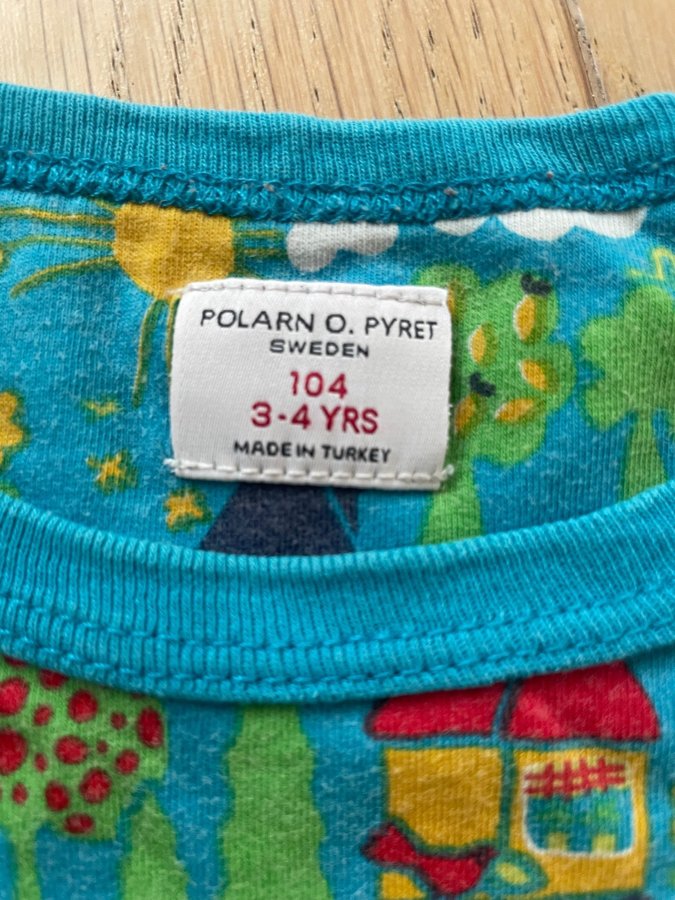 POLARN O. PYRET
SWEDEN
104
3-4 YRS
MADE IN TURKEY